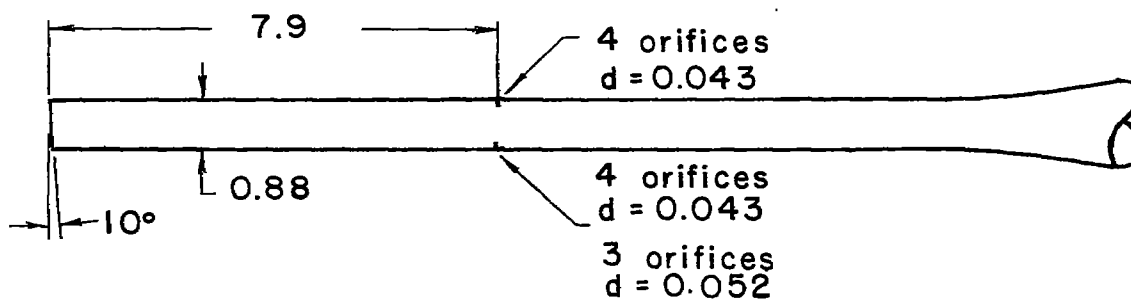 7.9
4 orifices
d = 0.043
0.88
4 orifices
d = 0.043
10°
3 orifices
d = 0.052